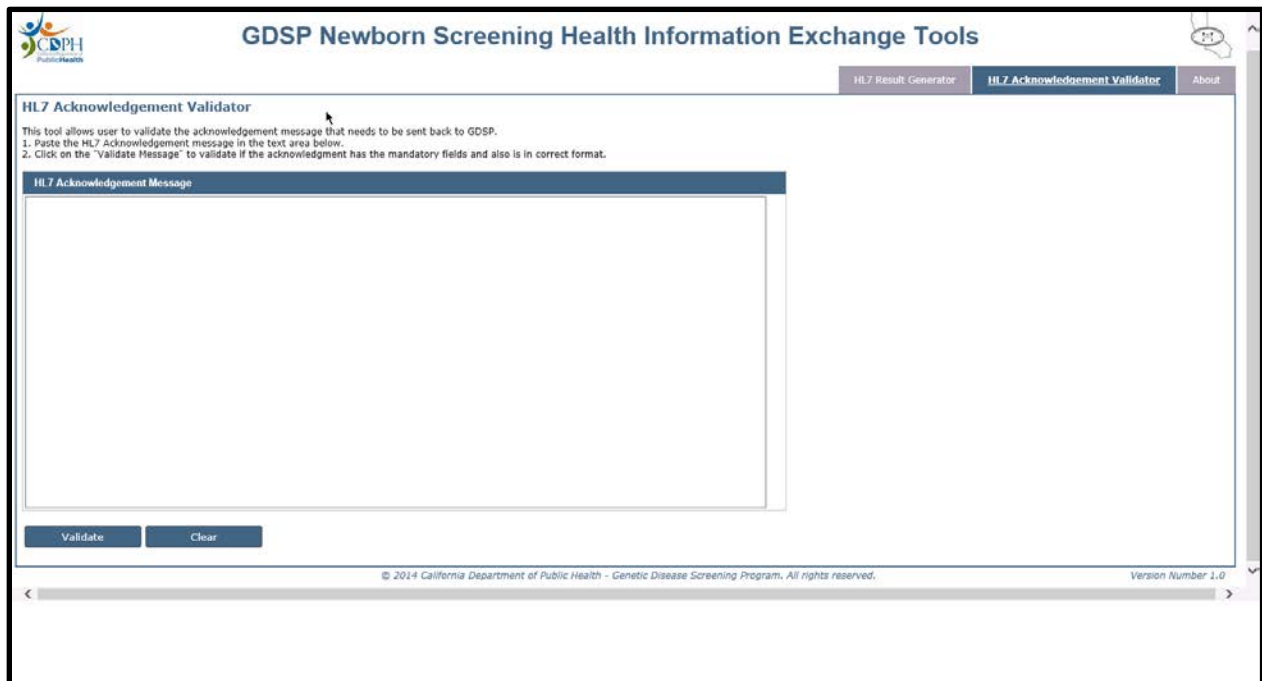 CDPH
PublicHealth
GDSP Newborn Screening Health Information Exchange Tools
HL7 Result Generator
HL7 Acknowledgement Validator
About
HL7 Acknowledgement Validator
This tool allows user to validate the acknowledgement message that needs to be sent back to GDSP.
1. Paste the HL7 Acknowledgement message in the text area below.
2. Click on the "Validate Message" to validate if the acknowledgment has the mandatory fields and also is in correct format.
HL7 Acknowledgement Message
Validate
Clear
© 2014 California Department of Public Health - Genetic Disease Screening Program. All rights reserved.
Version Number 1.0